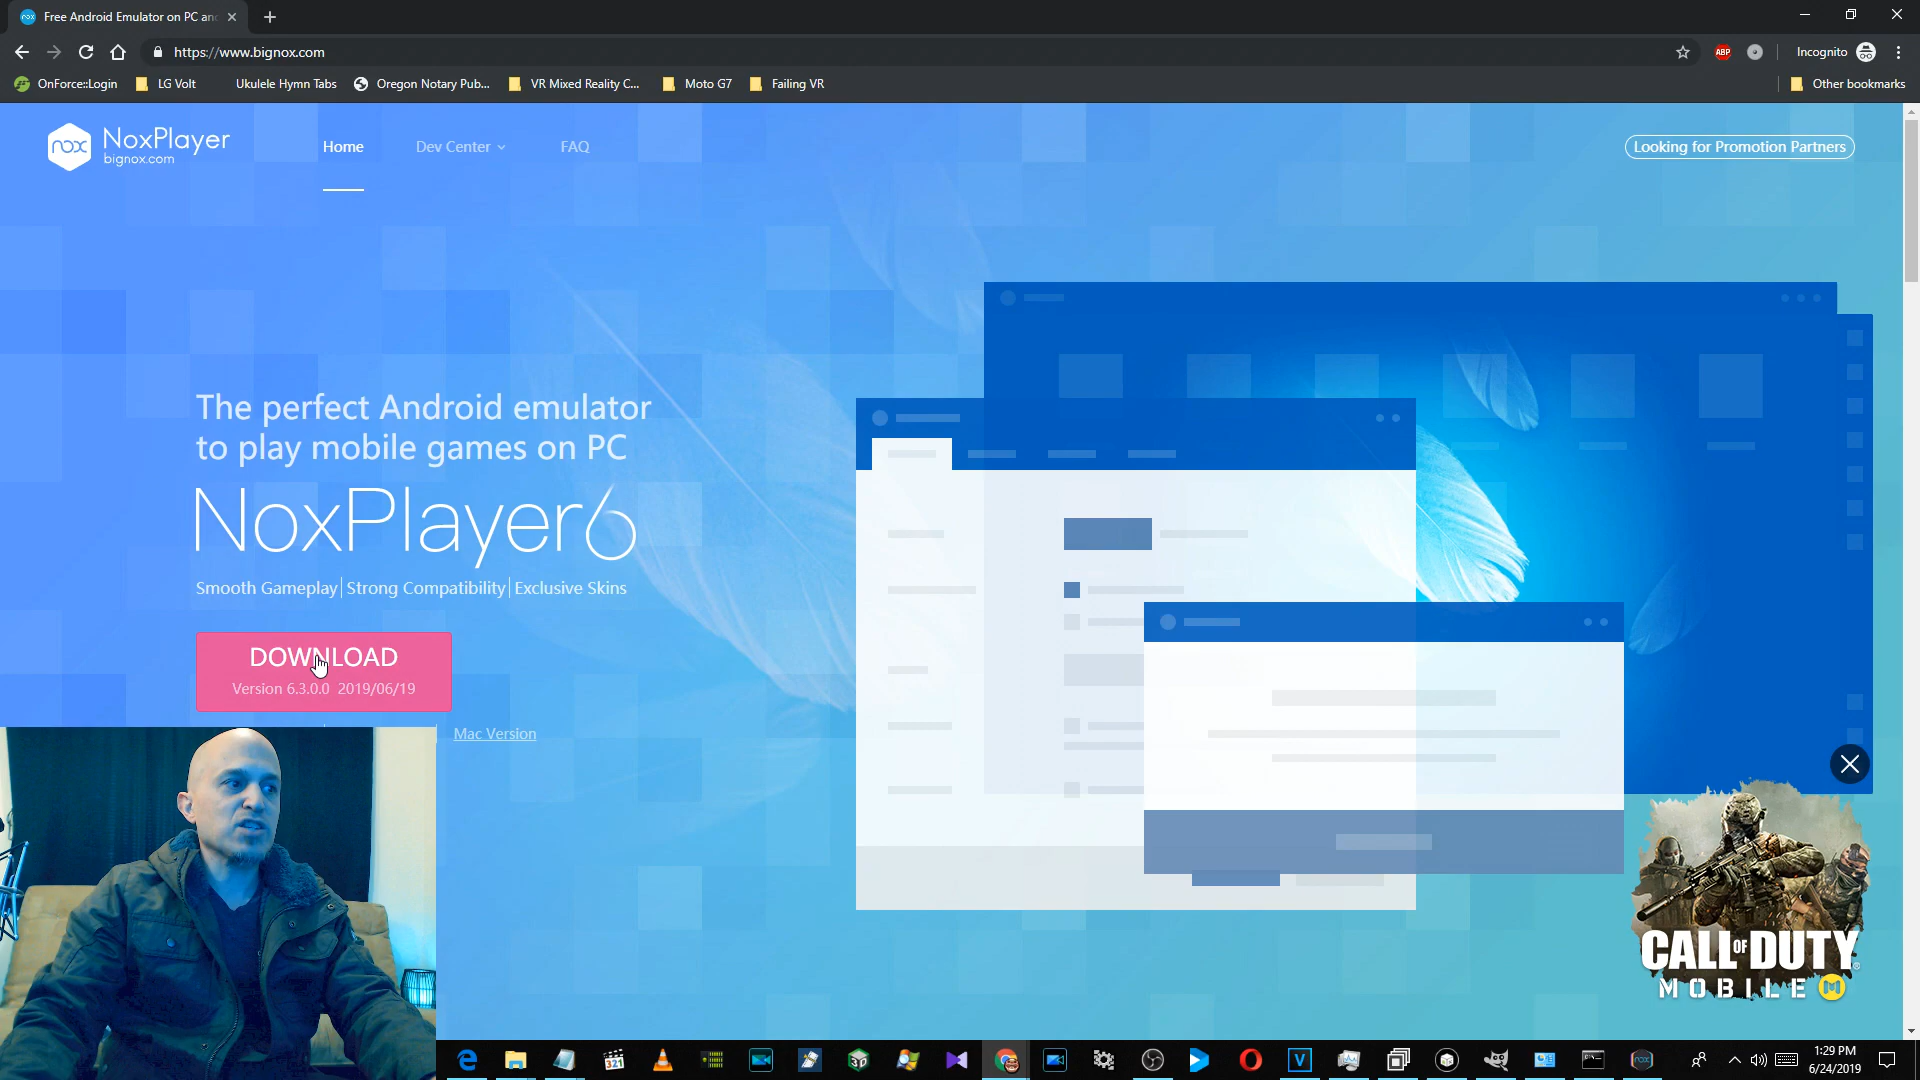 Free Android Emulator on PC an
https://www.bignox.com
ABP
Incognito
OnForce::Login
LG Volt
Ukulele Hymn Tabs
Oregon Notary Pub...
VR Mixed Reality C...
Moto G7
Failing VR
Other bookmarks
nox
NoxPlayer
bignox.com
Home
Dev Center
FAQ
Looking for Promotion Partners
The perfect Android emulator
to play mobile games on PC
NoxPlayer6
Smooth Gameplay|Strong Compatibility|Exclusive Skins
DOWNLOAD
Version 6.3.0.0 2019/06/19
Mac Version
CALL OF DUTY
MOBILE
321
3D
V
1:29 PM
6/24/2019